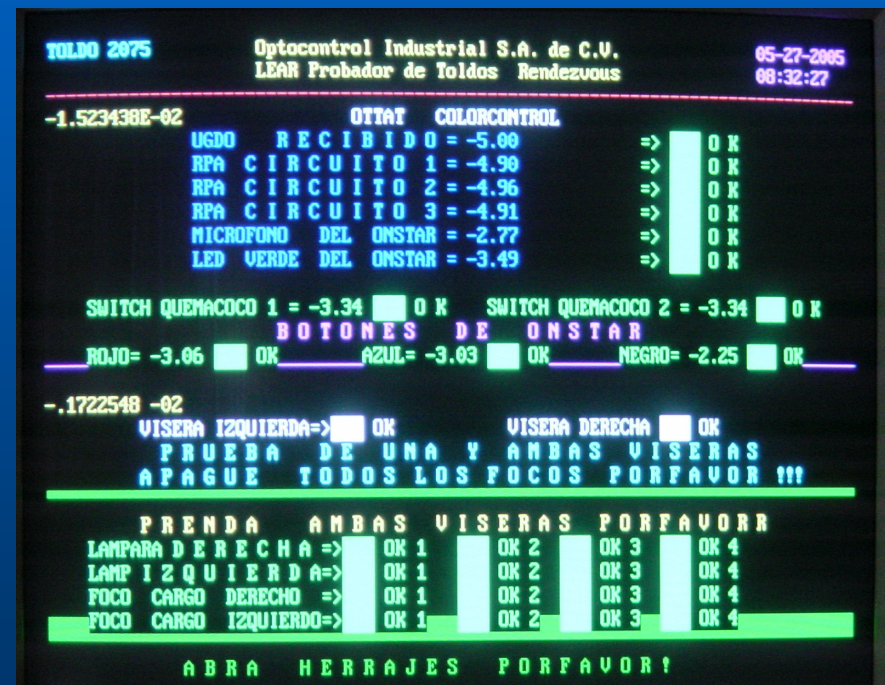 TOLDO 2075 Optocontrol Industrial S.A. de C.V. 05-27-2005
LEAR Probador de Toldos Rendezvous 08:32:27
-1.523438E-02 OTTAT COLORCONTROL
UGDO R E C I B I D O = -5.00 => O K
RPA C I R C U I T O 1 = -4.90 => O K
RPA C I R C U I T O 2 = -4.96 => O K
RPA C I R C U I T O 3 = -4.91 => O K
MICROFONO DEL ONSTAR = -2.77 => O K
LED VERDE DEL ONSTAR = -3.49 => O K
SWITCH QUEMACOCO 1 = -3.34 O K SWITCH QUEMACOCO 2 = -3.34 O K
B O T O N E S D E O N S T A R
ROJO= -3.06 OK AZUL= -3.03 OK NEGRO= -2.25 OK
-.1722548 -02
VISERA IZQUIERDA=> OK VISERA DERECHA OK
P R U E B A D E U N A Y A M B A S V I S E R A S
A P A G U E T O D O S L O S F O C O S P O R F A V O R !!!
P R E N D A A M B A S V I S E R A S P O R F A V O R R
LAMPARA D E R E C H A => OK 1 OK 2 OK 3 OK 4
LAMP I Z Q U I E R D A=> OK 1 OK 2 OK 3 OK 4
FOCO CARGO DERECHO => OK 1 OK 2 OK 3 OK 4
FOCO CARGO IZQUIERDO=> OK 1 OK 2 OK 3 OK 4
A B R A H E R R A J E S P O R F A V O R !